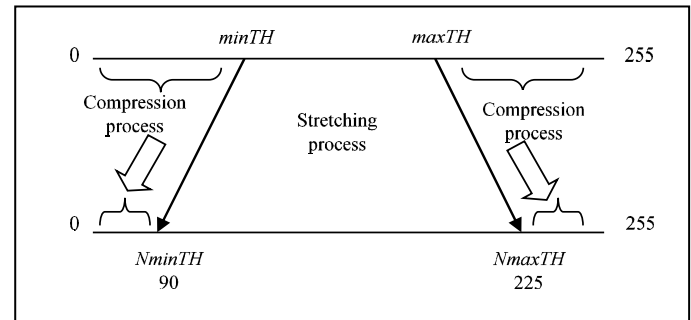 minTH maxTH
0 255
Compression
process
Stretching
process
Compression
process
0 255
NminTH NmaxTH
90 225